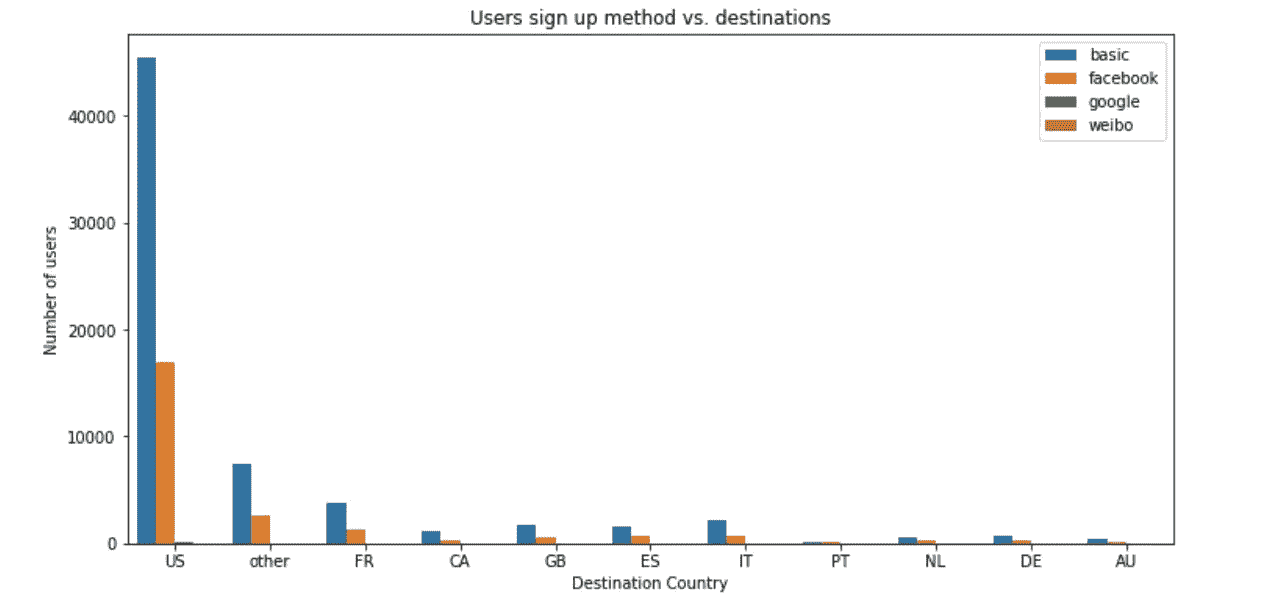 Users sign up method vs. destinations
basic
facebook
google
weibo
40000
30000
20000
10000
0
Number of users
US other FR CA GB ES IT PT NL DE AU
Destination Country